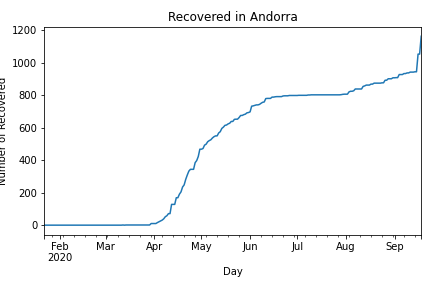 Recovered in Andorra
Number of Recovered
1200
1000
800
600
400
200
0
Feb Mar Apr May Jun Jul Aug Sep
2020
Day